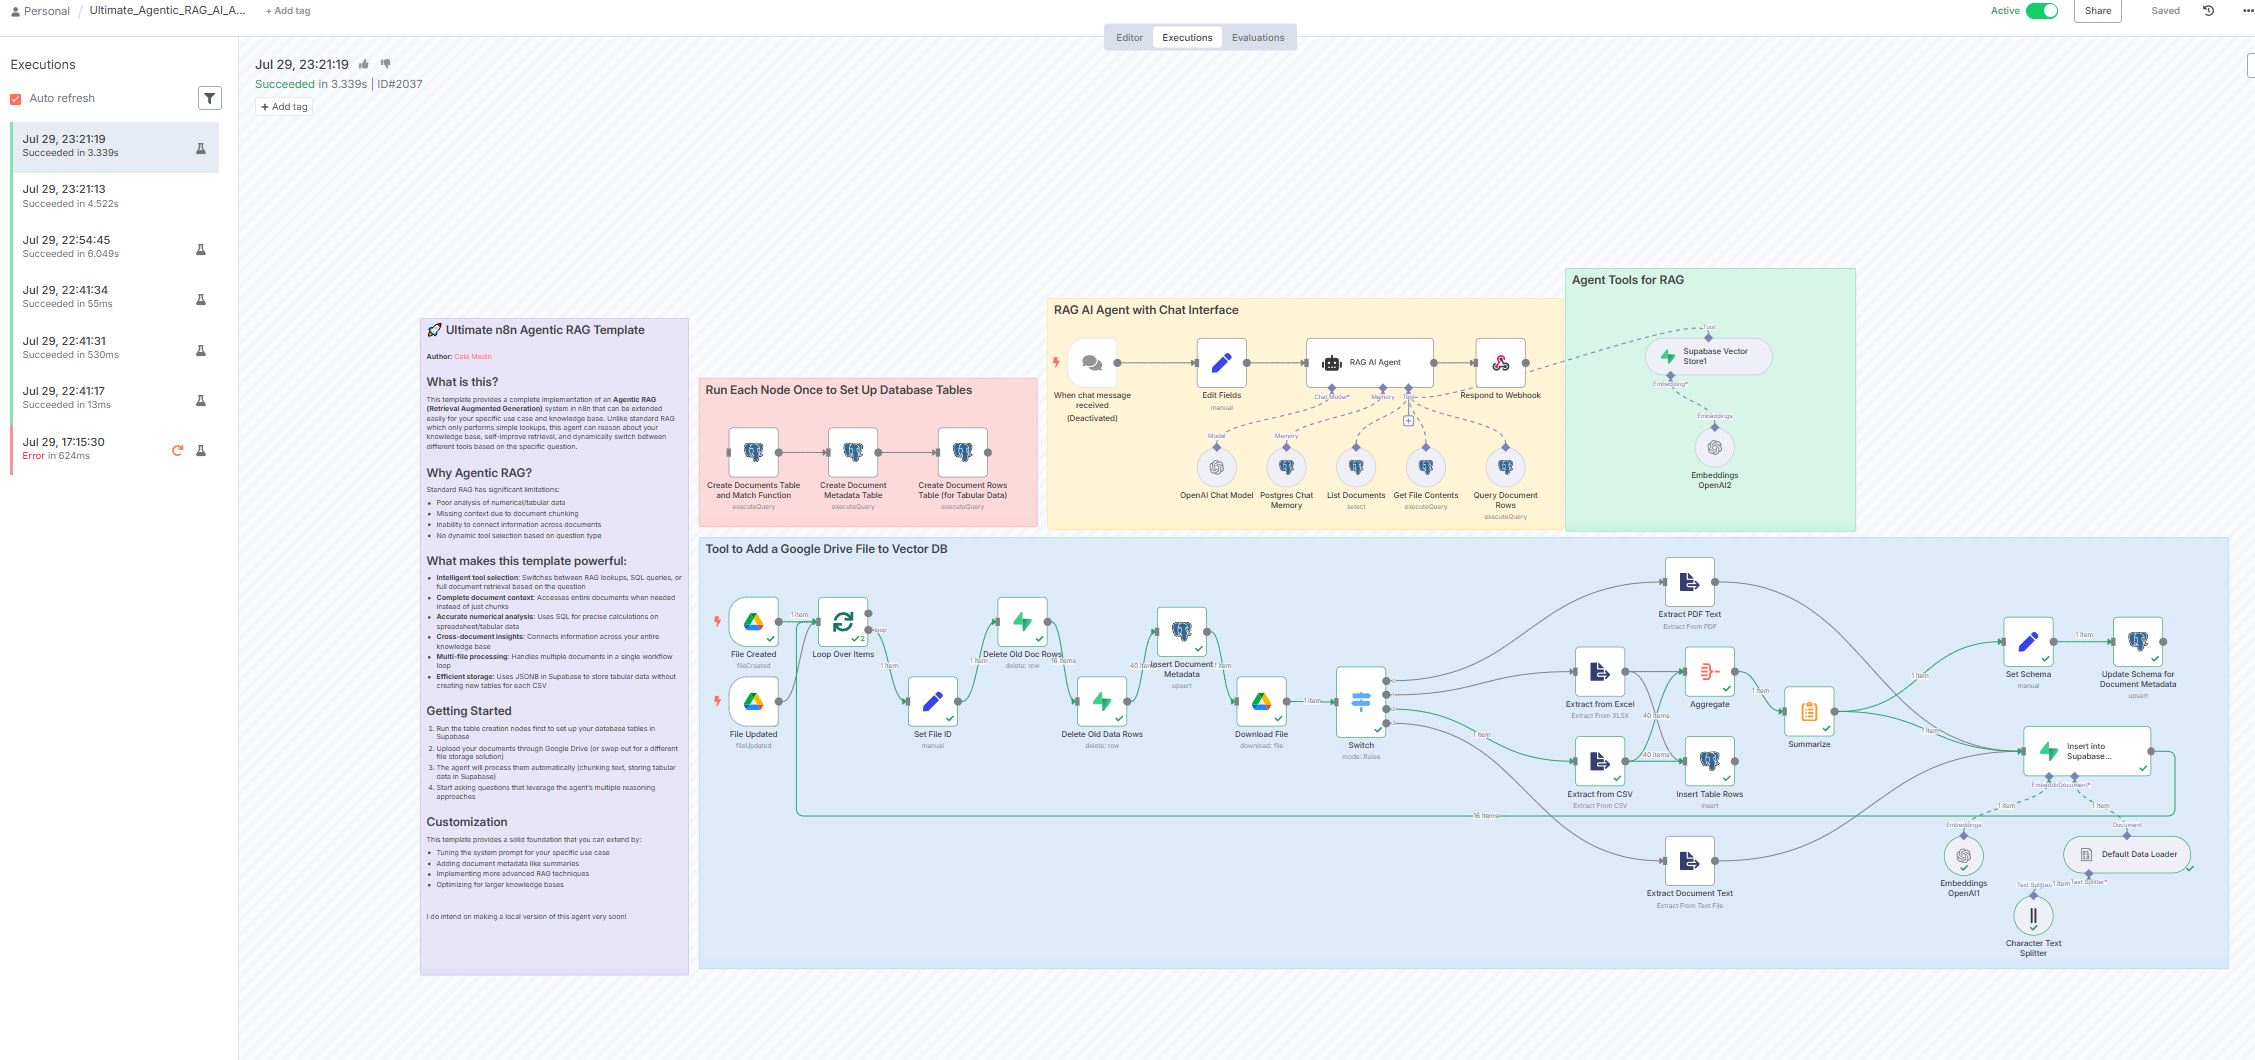 Personal / Ultimate_Agentic_RAG_AI_A... + Add tag
Active Share Saved
Editor Executions Evaluations
Executions
Auto refresh
Jul 29, 23:21:19
Succeeded in 3.339s
Jul 29, 23:21:13
Succeeded in 4.522s
Jul 29, 22:54:45
Succeeded in 6.049s
Jul 29, 22:41:34
Succeeded in 55ms
Jul 29, 22:41:31
Succeeded in 530ms
Jul 29, 22:41:17
Succeeded in 13ms
Jul 29, 17:15:30
Error in 624ms
Jul 29, 23:21:19
Succeeded in 3.339s | ID#2037
+ Add tag
🚀 Ultimate n8n Agentic RAG Template
Author: Cole Medin
What is this?
This template provides a complete implementation of an Agentic RAG
(Retrieval Augmented Generation) system in n8n that can be extended
easily for your specific use case and knowledge base. Unlike standard RAG
which only performs simple lookups, this agent can reason about your
knowledge base, self-improve retrieval, and dynamically switch between
different tools based on the specific question.
Why Agentic RAG?
Standard RAG has significant limitations:
• Poor analysis of numerical/tabular data
• Missing context due to document chunking
• Inability to connect information across documents
• No dynamic tool selection based on question type
What makes this template powerful:
• Intelligent tool selection: Switches between RAG lookups, SQL queries, or
full document retrieval based on the question
• Complete document context: Accesses entire documents when needed
instead of just chunks
• Accurate numerical analysis: Uses SQL for precise calculations on
spreadsheet/tabular data
• Cross-document insights: Connects information across your entire
knowledge base
• Multi-file processing: Handles multiple documents in a single workflow
loop
• Efficient storage: Uses JSONB in Supabase to store tabular data without
creating new tables for each CSV
Getting Started
1. Run the table creation nodes first to set up your database tables in
Supabase
2. Upload your documents through Google Drive (or swap out for a different
file storage solution)
3. The agent will process them automatically (chunking text, storing tabular
data in Supabase)
4. Start asking questions that leverage the agent's multiple reasoning
approaches
Customization
This template provides a solid foundation that you can extend by:
• Tuning the system prompt for your specific use case
• Adding document metadata like summaries
• Implementing more advanced RAG techniques
• Optimizing for larger knowledge bases
I do intend on making a local version of this agent very soon!
Run Each Node Once to Set Up Database Tables
Create Documents Table
and Match Function
executeQuery
Create Document
Metadata Table
executeQuery
Create Document Rows
Table (for Tabular Data)
executeQuery
RAG AI Agent with Chat Interface
When chat message
received
(Deactivated)
Edit Fields
manual
RAG AI Agent
Chat Model*
Memory
Tool
Respond to Webhook
Model
OpenAI Chat Model
Memory
Postgres Chat
Memory
List Documents
select
Get File Contents
executeQuery
Query Document
Rows
executeQuery
Agent Tools for RAG
Tool
Supabase Vector
Store1
Embedding*
Embeddings
Embeddings
OpenAI2
Tool to Add a Google Drive File to Vector DB
File Created
fileCreated
1 item
File Updated
fileUpdated
2
Loop Over Items
loop
1 item
Set File ID
manual
1 item
Delete Old Doc Rows
delete: row
16 items
Delete Old Data Rows
delete: row
40 items
Insert Document
Metadata
upsert
1 item
Download File
download: file
1 item
Switch
mode: Rules
0
1
2
3
1 item
Extract PDF Text
Extract From PDF
Extract from Excel
Extract From XLSX
Extract from CSV
Extract From CSV
Extract Document Text
Extract From Text File
40 items
40 items
Aggregate
Insert Table Rows
insert
1 item
Summarize
1 item
1 item
Set Schema
manual
1 item
Update Schema for
Document Metadata
upsert
Insert into
Supabase...
Document*
16 items
1 item
1 item
Embeddings
Embeddings
OpenAI1
Document
Default Data Loader
Text Splitter
1 item
Text Splitter*
Character Text
Splitter